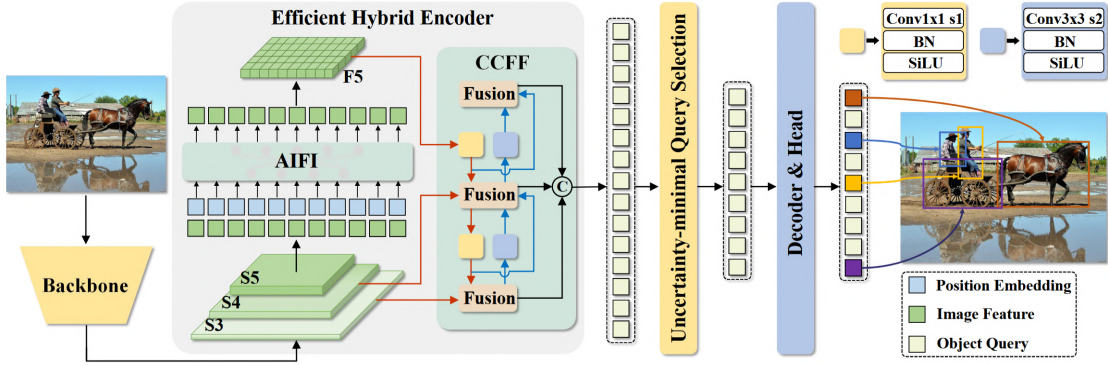 Efficient Hybrid Encoder
Conv1x1 s1
BN
SiLU
Conv3x3 s2
BN
SiLU
F5
CCFF
Fusion
AIFI
Fusion
C
S5
S4
S3
Fusion
Backbone
Uncertainty-minimal Query Selection
Decoder & Head
Position Embedding
Image Feature
Object Query